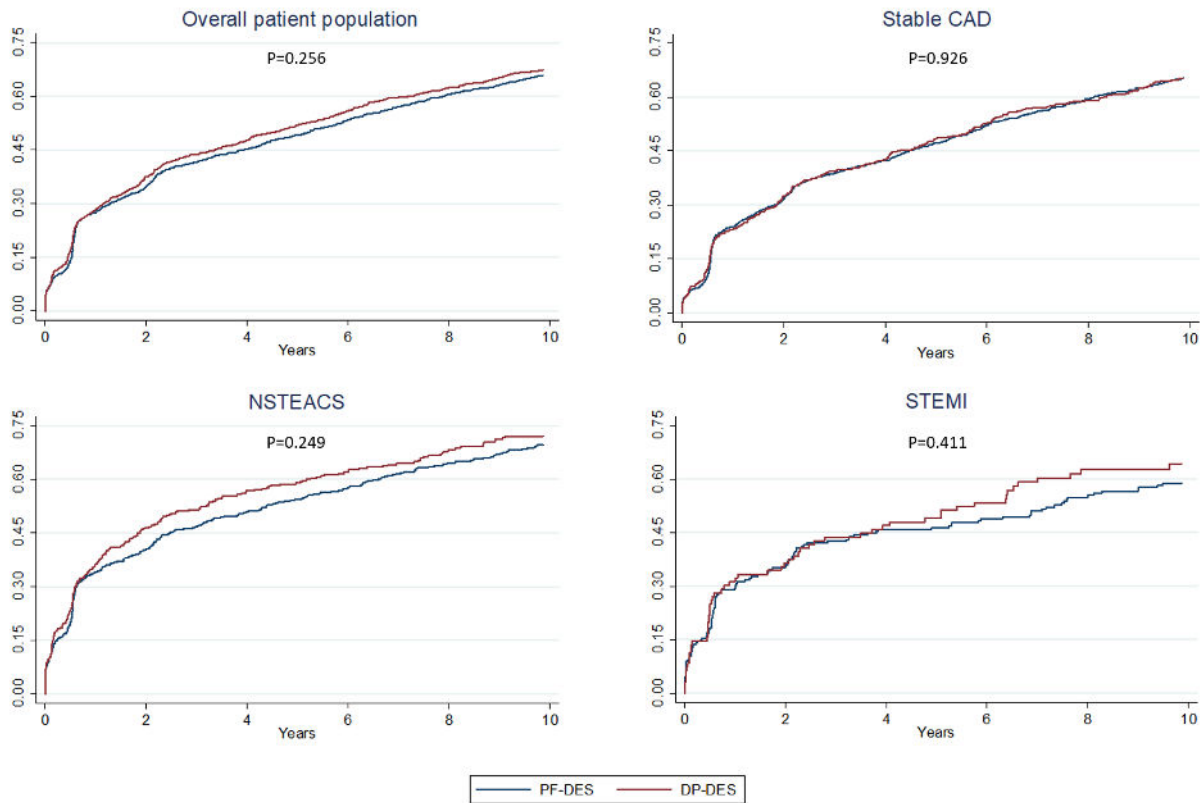 Overall patient population
P=0.256
0.75
0.60
0.45
0.30
0.15
0.00
0 2 4 6 8 10
Years
Stable CAD
P=0.926
0.75
0.60
0.45
0.30
0.15
0.00
0 2 4 6 8 10
Years
NSTEACS
P=0.249
0.75
0.60
0.45
0.30
0.15
0.00
0 2 4 6 8 10
Years
STEMI
P=0.411
0.75
0.60
0.45
0.30
0.15
0.00
0 2 4 6 8 10
Years
PF-DES DP-DES